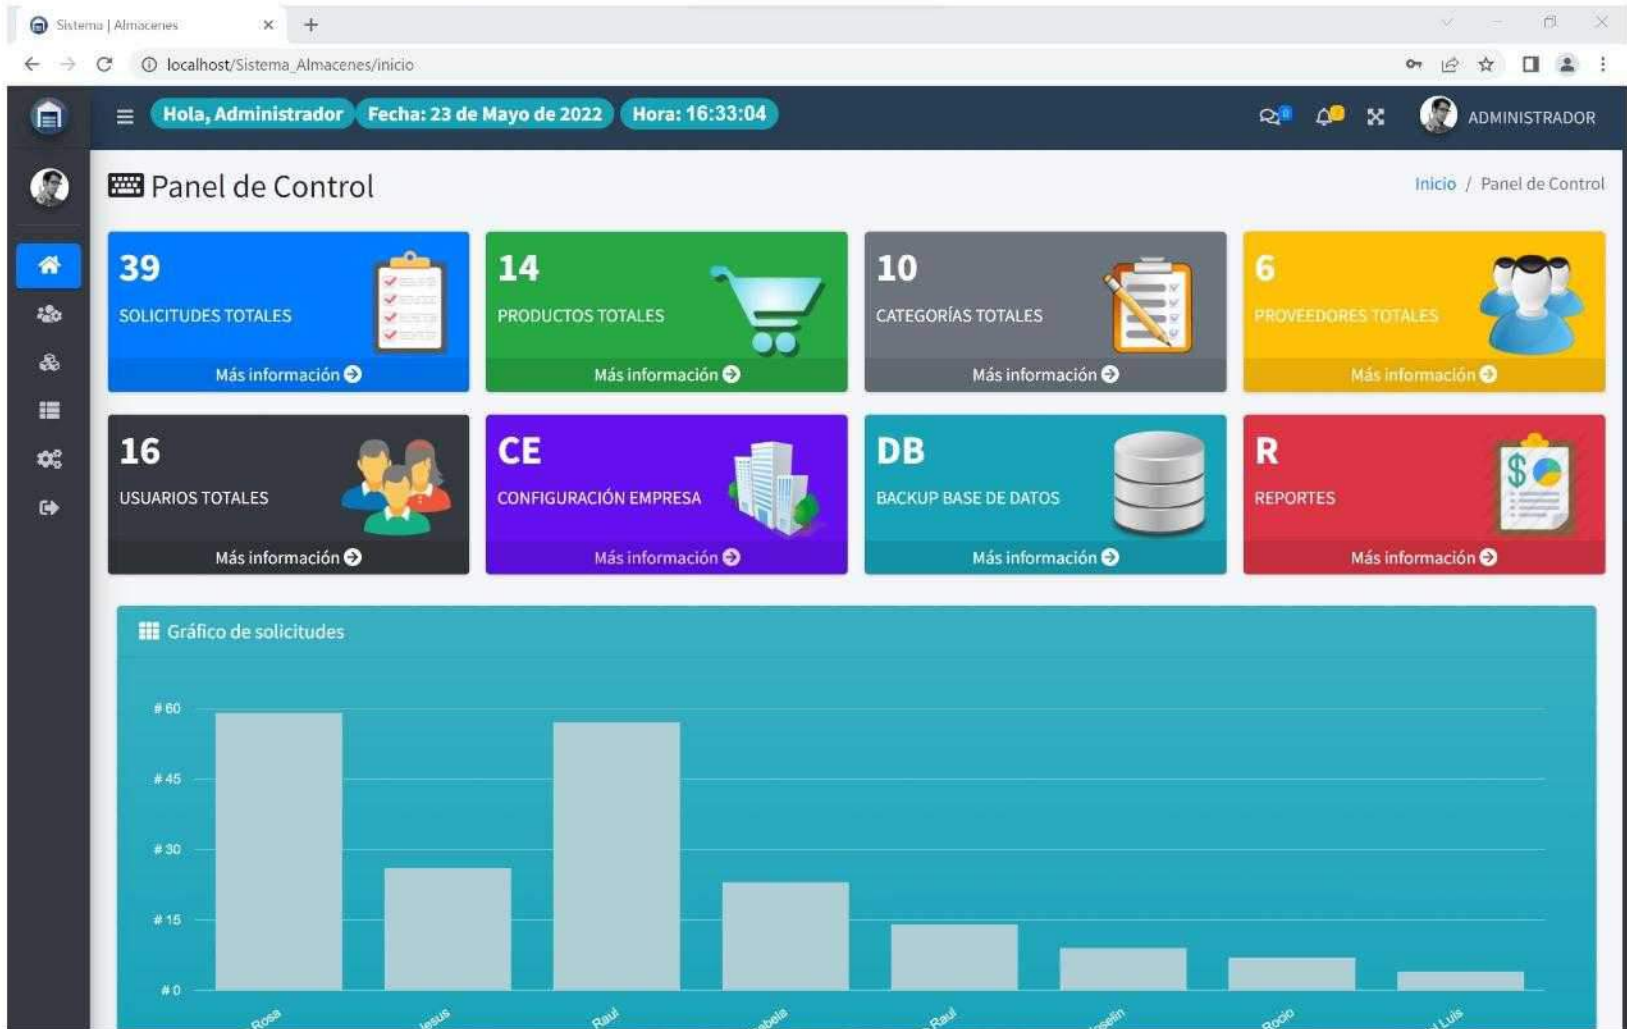 Sistema | Almacenes
localhost/Sistema_Almacenes/inicio
Hola, Administrador Fecha: 23 de Mayo de 2022 Hora: 16:33:04
ADMINISTRADOR
Panel de Control
Inicio / Panel de Control
39
SOLICITUDES TOTALES
Más información
14
PRODUCTOS TOTALES
Más información
10
CATEGORÍAS TOTALES
Más información
6
PROVEEDORES TOTALES
Más información
16
USUARIOS TOTALES
Más información
CE
CONFIGURACIÓN EMPRESA
Más información
DB
BACKUP BASE DE DATOS
Más información
R
REPORTES
Más información
Gráfico de solicitudes
# 60
# 45
# 30
# 15
# 0
Rosa
Raul
Raul
Rocio
Luis